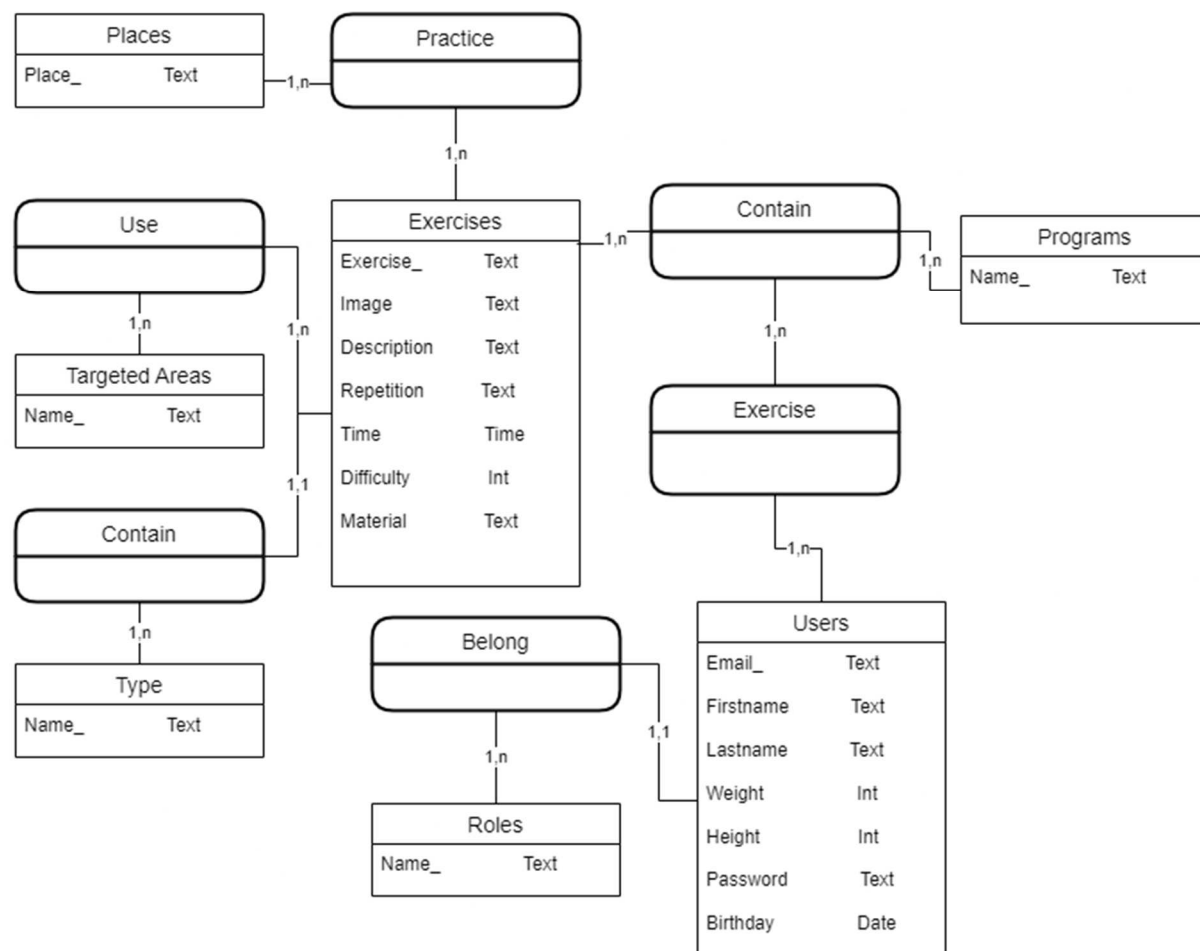 Places
Place_ Text
Practice
1,n
1,n
Use
1,n
Targeted Areas
Name_ Text
1,n
Exercises
Exercise_ Text
Image Text
Description Text
Repetition Text
Time Time
Difficulty Int
Material Text
1,n
Contain
1,n
Programs
Name_ Text
1,n
Exercise
1,n
1,1
Contain
1,n
Type
Name_ Text
Belong
1,1
1,n
Roles
Name_ Text
Users
Email_ Text
Firstname Text
Lastname Text
Weight Int
Height Int
Password Text
Birthday Date